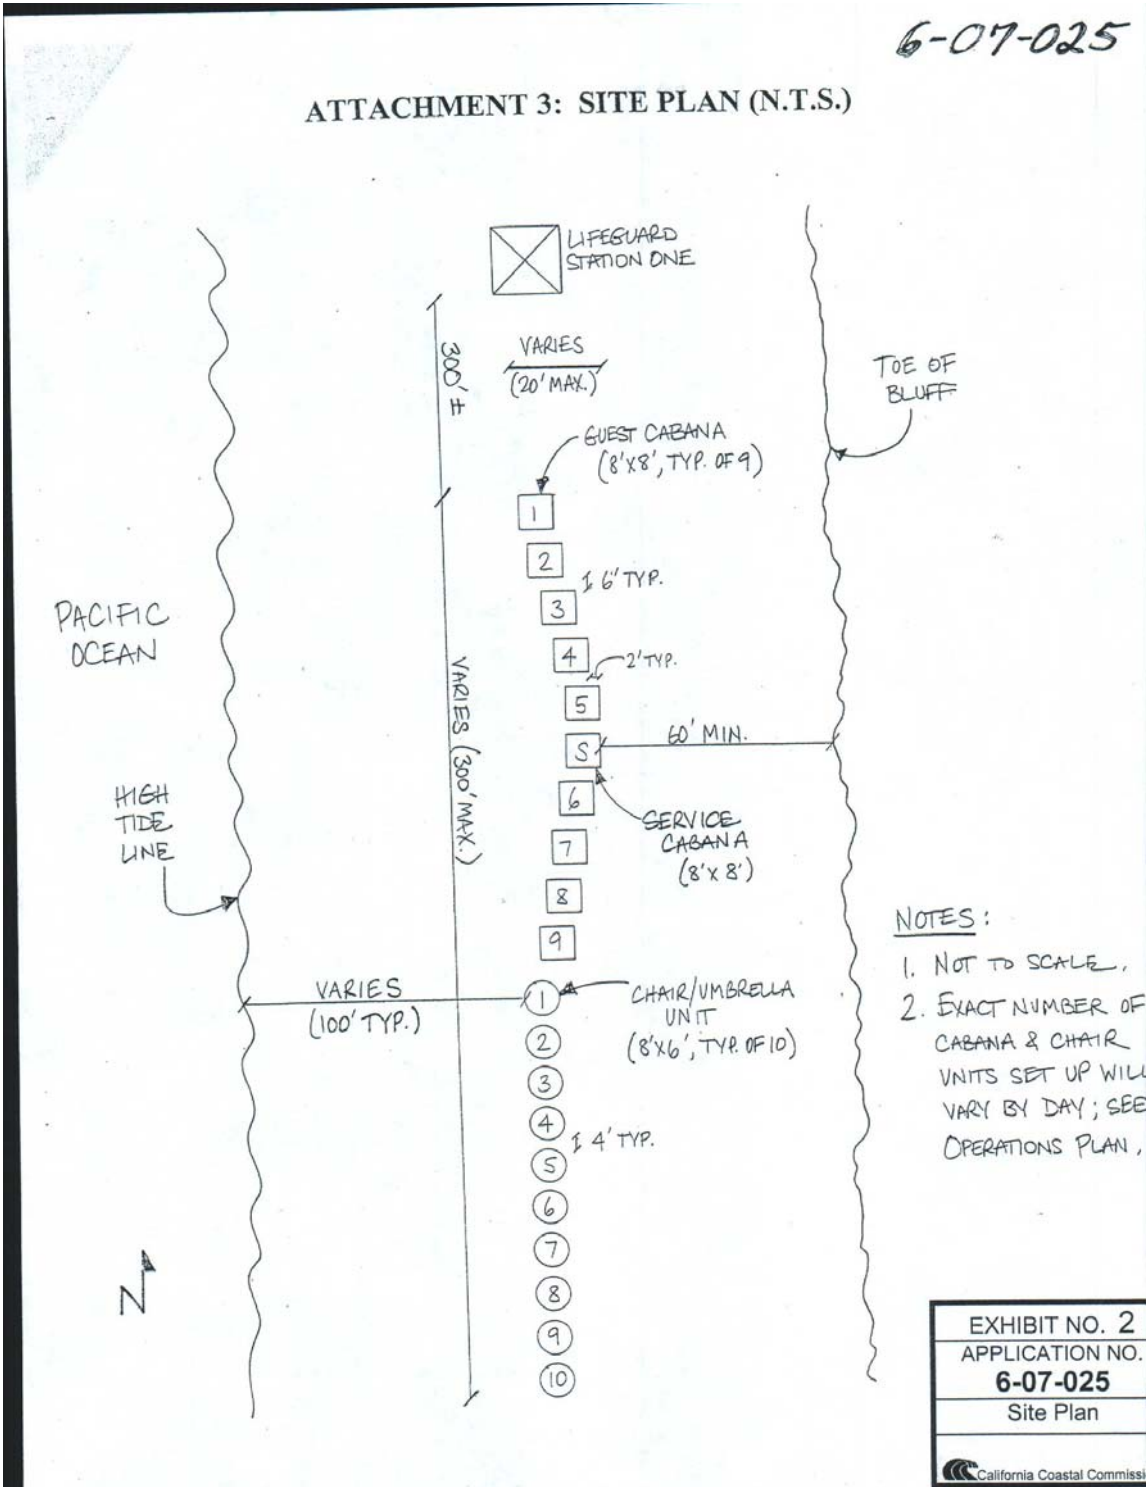 6-07-025
ATTACHMENT 3: SITE PLAN (N.T.S.)
LIFEGUARD
STATION ONE
300' ±
VARIES
(20' MAX.)
TOE OF
BLUFF
GUEST CABANA
(8'X8', TYP. OF 9)
1
2
6' TYP.
3
4
2' TYP.
5
PACIFIC
OCEAN
VARIES (300' MAX.)
S
60' MIN.
6
SERVICE
CABANA
(8'X 8')
7
HIGH
TIDE
LINE
8
9
VARIES
(100' TYP.)
1
CHAIR/UMBRELLA
UNIT
(8'X6', TYP. OF 10)
2
3
4
4' TYP.
5
6
7
8
9
10
NOTES:
1. NOT TO SCALE.
2. EXACT NUMBER OF
CABANA & CHAIR
UNITS SET UP WILL
VARY BY DAY; SEE
OPERATIONS PLAN.
N
EXHIBIT NO. 2
APPLICATION NO.
6-07-025
Site Plan
California Coastal Commissi